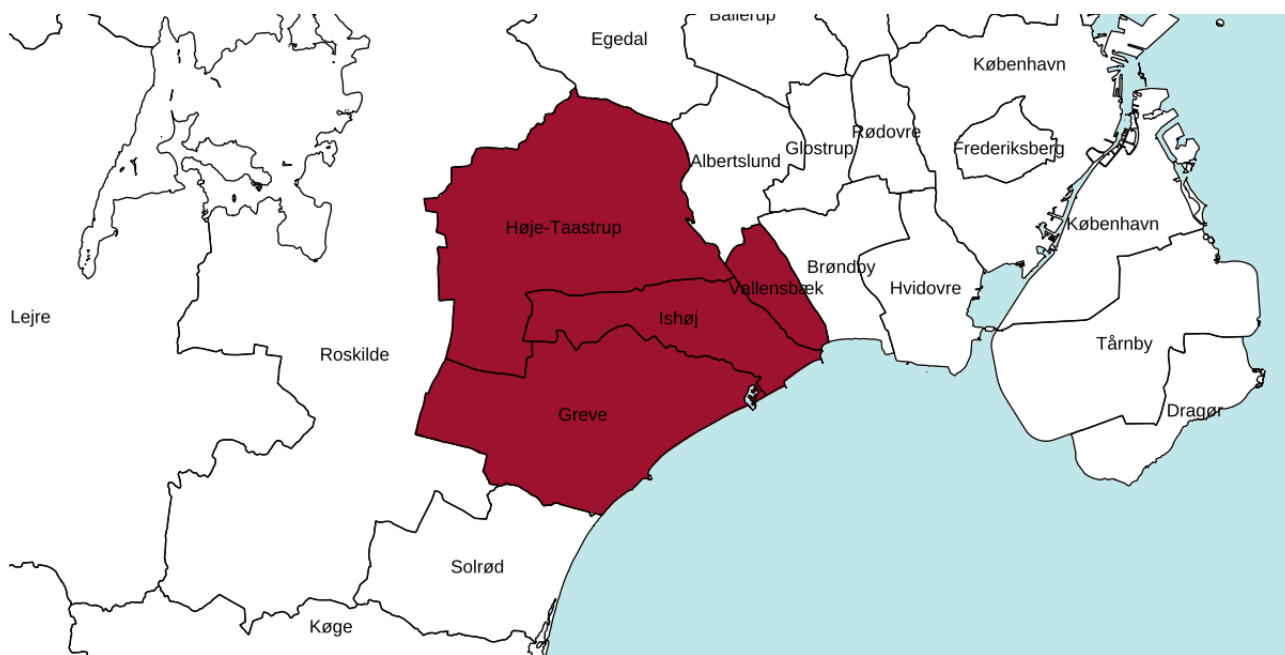 Ballerup
Egedal
København
Rødovre
Glostrup
Frederiksberg
Albertslund
København
Høje-Taastrup
Brøndby
Vallensbæk
Hvidovre
Lejre
Ishøj
Tårnby
Roskilde
Dragør
Greve
Solrød
Køge